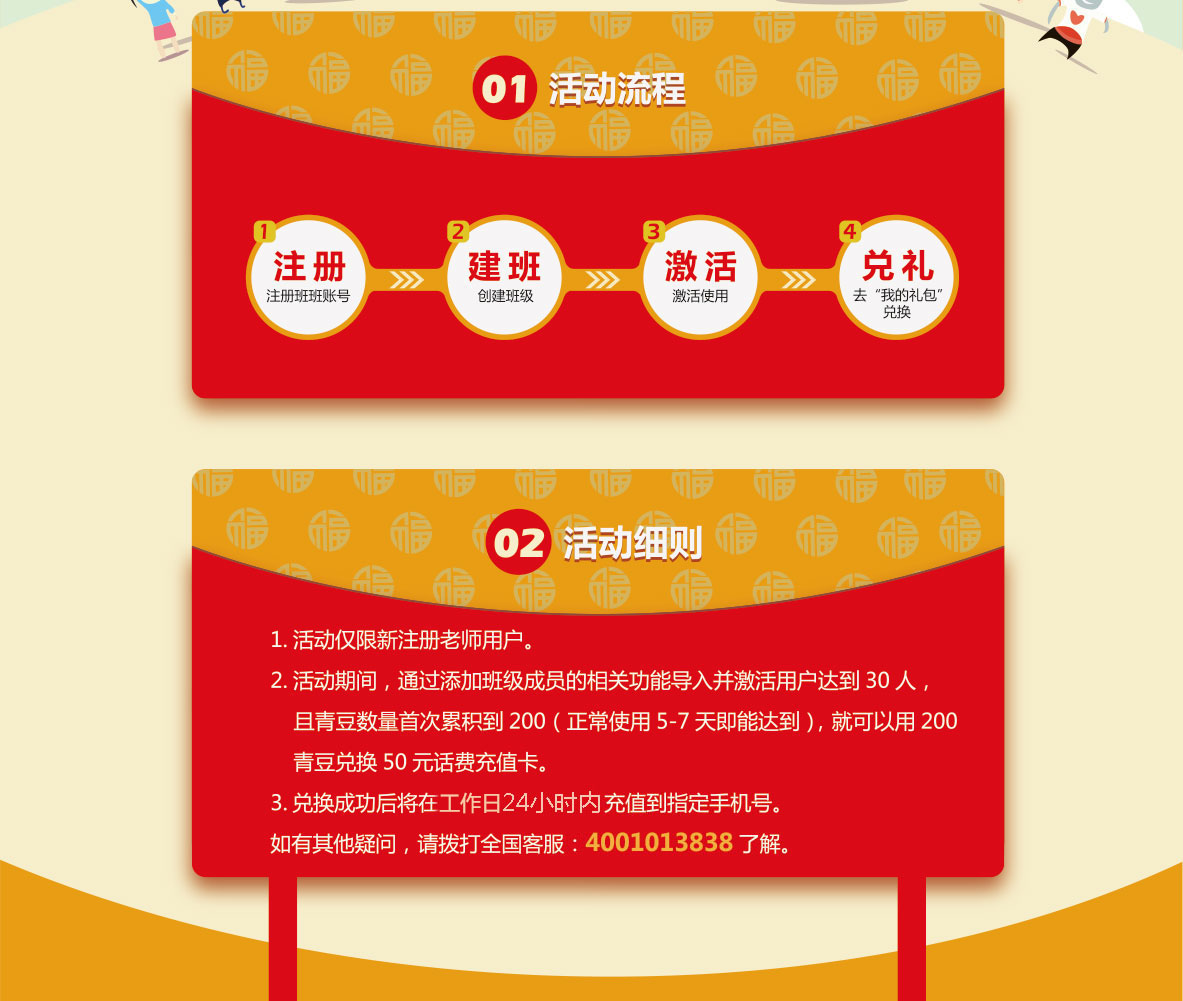 01 活动流程
1 2 3 4
注册 建班 激活 兑礼
注册班班账号 创建班级 激活使用 去“我的礼包”
兑换
02 活动细则
1. 活动仅限新注册老师用户。
2. 活动期间，通过添加班级成员的相关功能导入并激活用户达到 30 人，
且青豆数量首次累积到 200（正常使用 5-7 天即能达到），就可以用 200
青豆兑换 50 元话费充值卡。
3. 兑换成功后将在工作日24小时内充值到指定手机号。
如有其他疑问，请拨打全国客服：4001013838 了解。
福